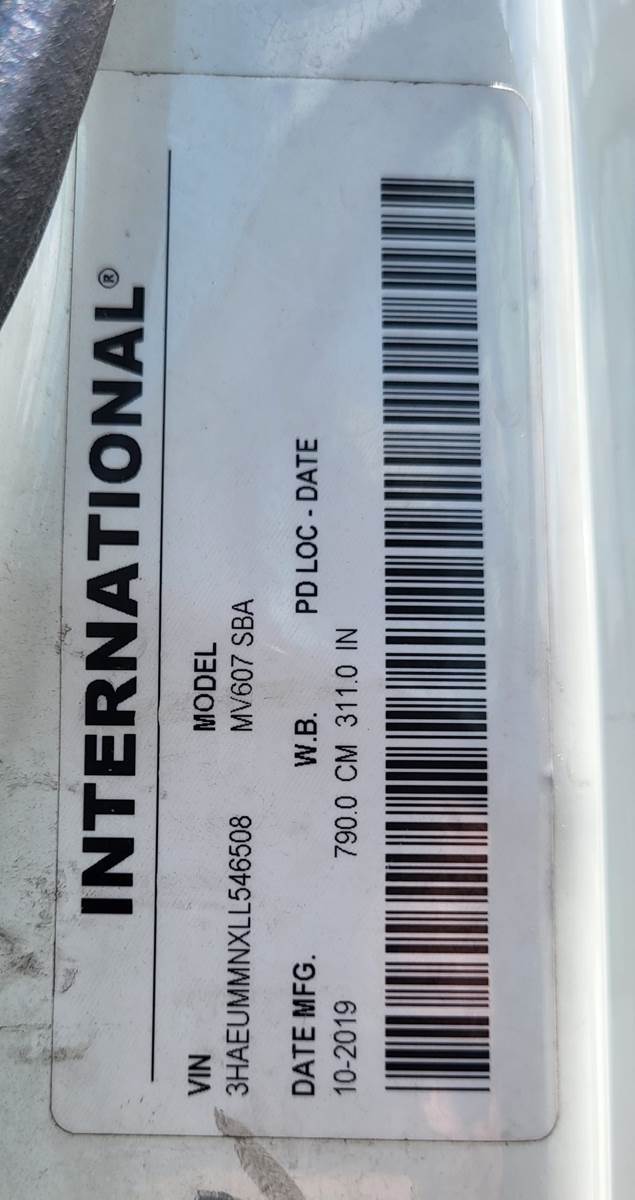 INTERNATIONAL®
VIN MODEL
3HAEUMMNXLL546508 MV607 SBA
DATE MFG. W.B. PD LOC - DATE
10-2019 790.0 CM 311.0 IN